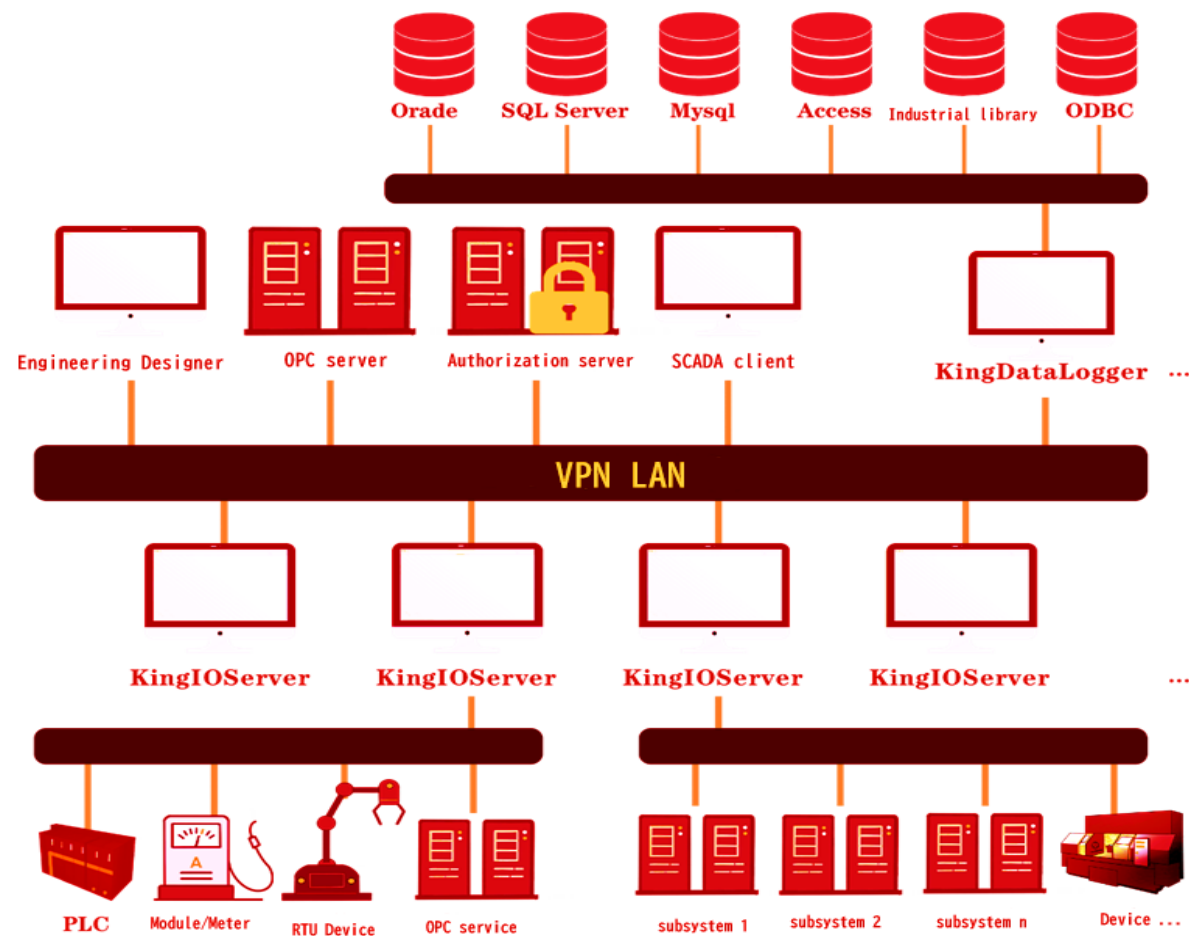 Orade
SQL Server
Mysql
Access
Industrial library
ODBC
Engineering Designer
OPC server
Authorization server
SCADA client
KingDataLogger
...
VPN LAN
KingIOServer
KingIOServer
KingIOServer
KingIOServer
...
A
PLC
Module/Meter
RTU Device
OPC service
subsystem 1
subsystem 2
subsystem n
Device ...